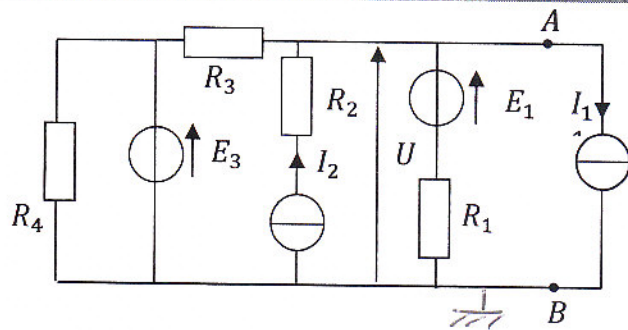 A
R₃
R₂
E₁
I₁
E₃
I₂
U
R₄
R₁
B